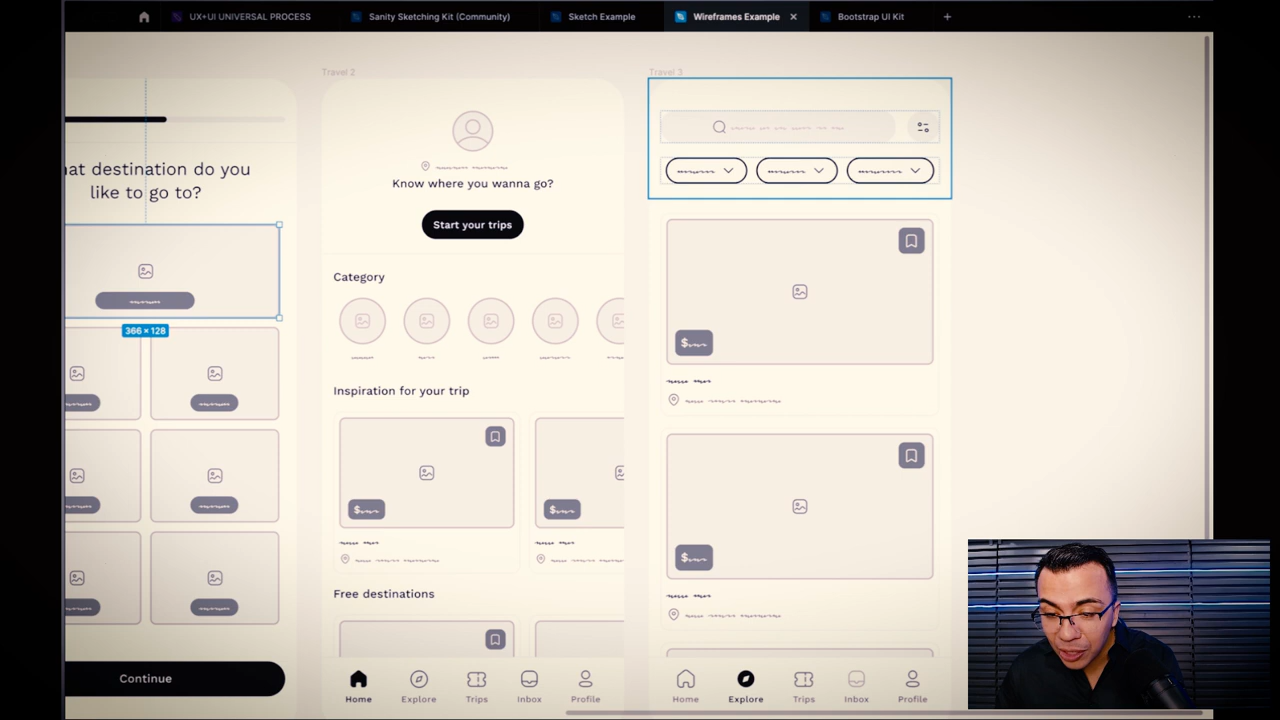 UX+UI UNIVERSAL PROCESS
Sanity Sketching Kit (Community)
Sketch Example
Wireframes Example
Bootstrap UI Kit
Travel 2
Travel 3
destination do you
like to go to?
366 × 128
Continue
Know where you wanna go?
Start your trips
Category
Inspiration for your trip
$
$
Free destinations
Home
Explore
Trips
Inbox
Profile
$
$
Home
Explore
Trips
Inbox
Profile